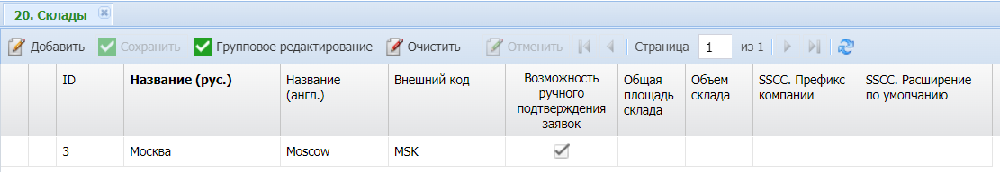 20. Склады
Добавить Сохранить Групповое редактирование Очистить Отменить Страница 1 из 1
ID Название (рус.) Название (англ.) Внешний код Возможность ручного подтверждения заявок Общая площадь склада Объем склада SSCC. Префикс компании SSCC. Расширение по умолчанию
3 Москва Moscow MSK